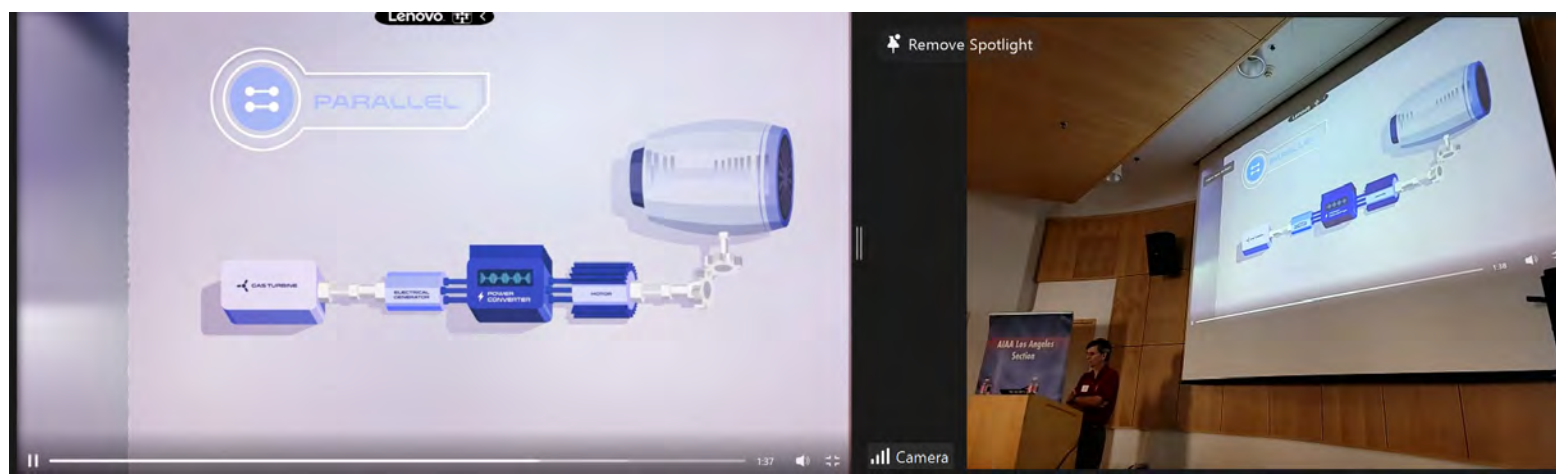 Lenovo
PARALLEL
GAS TURBINE
ELECTRICAL
GENERATOR
POWER
CONVERTER
MOTOR
1:37
Remove Spotlight
PARALLEL
1:38
AIAA Los Angeles
Section
Camera